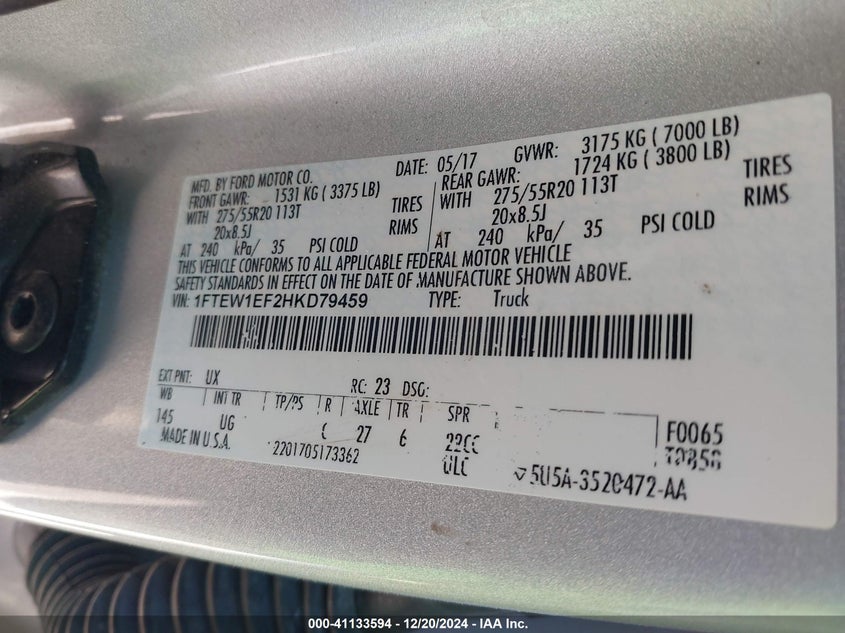 MFD. BY FORD MOTOR CO. DATE: 05/17 GVWR: 3175 KG ( 7000 LB)
FRONT GAWR: 1531 KG ( 3375 LB) REAR GAWR: 1724 KG ( 3800 LB)
WITH 275/55R20 113T TIRES WITH 275/55R20 113T TIRES
20x8.5J RIMS 20x8.5J RIMS
AT 240 kPa/ 35 PSI COLD AT 240 kPa/ 35 PSI COLD
THIS VEHICLE CONFORMS TO ALL APPLICABLE FEDERAL MOTOR VEHICLE
SAFETY STANDARDS IN EFFECT ON THE DATE OF MANUFACTURE SHOWN ABOVE.
VIN: 1FTEW1EF2HKD79459 TYPE: Truck
EXT PNT: UX RC: 23 DSO:
WB INT TR TP/PS R AXLE TR SPR
145 UG 27 6 F0065
MADE IN U.S.A. 2201705173362
ULC
000-41133594 - 12/20/2024 - IAA Inc.